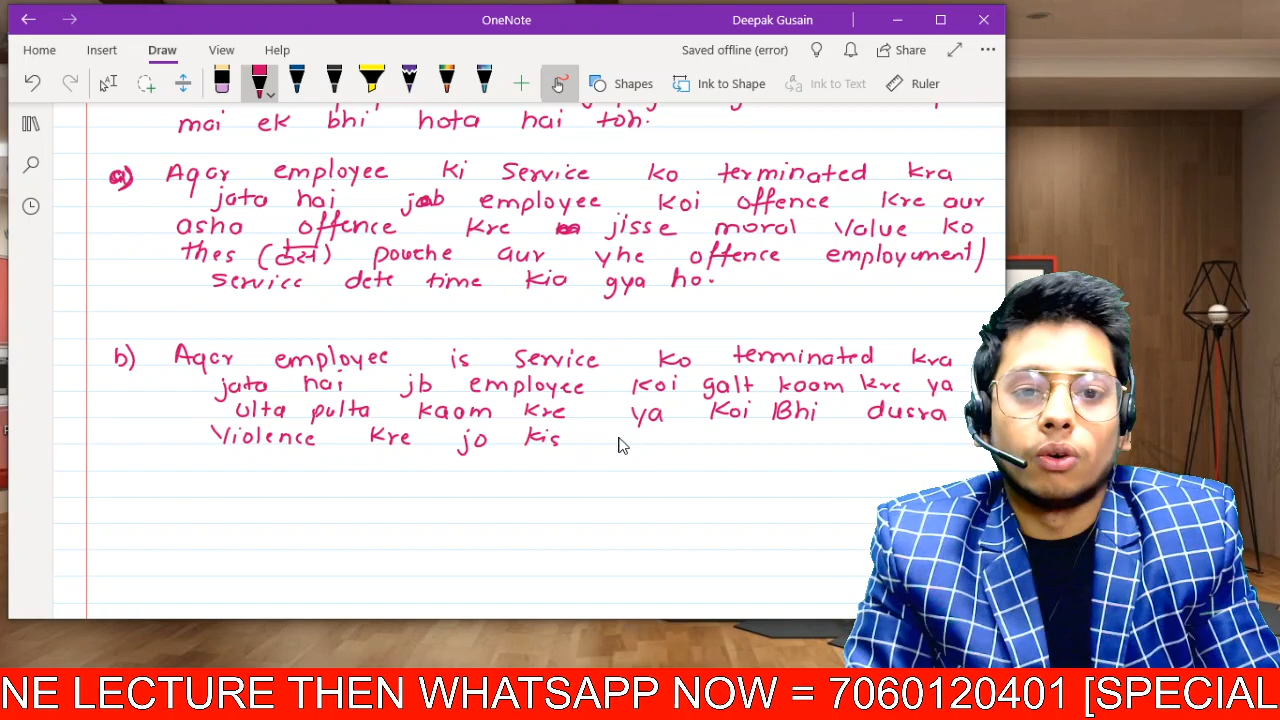 OneNote
Deepak Gusain
Home Insert Draw View Help
Saved offline (error)
Share
Shapes
Ink to Shape
Ink to Text
Ruler
mai ek bhi hota hai toh.
a) Agar employee ki Service ko terminated kra
jata hai jab employee koi offence kre aur
asha offence kre jisse moral Value ko
thes (ठेस) pouche aur yhe offence employement)
Service dete time kia gya ho.
b) Agar employee is Service ko terminated kra
jata hai jb employee koi galt kaam kre ya
Ulta pulta kaam kre ya koi Bhi dusra
Violence kre jo kis
NE LECTURE THEN WHATSAPP NOW = 7060120401 [SPECIAL